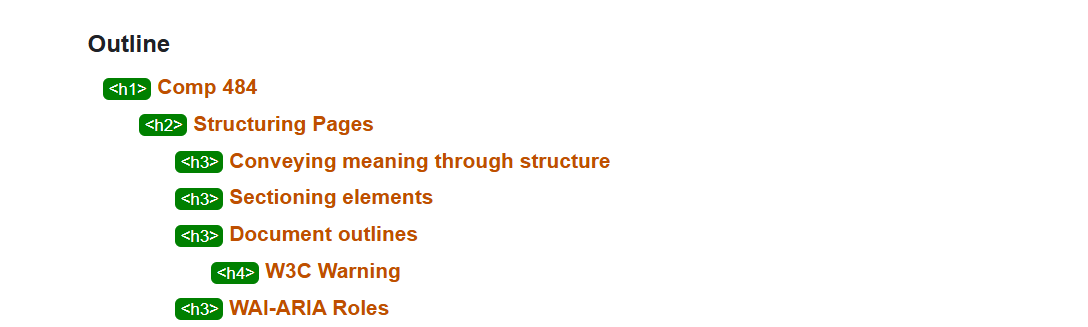 Outline
<h1> Comp 484
<h2> Structuring Pages
<h3> Conveying meaning through structure
<h3> Sectioning elements
<h3> Document outlines
<h4> W3C Warning
<h3> WAI-ARIA Roles